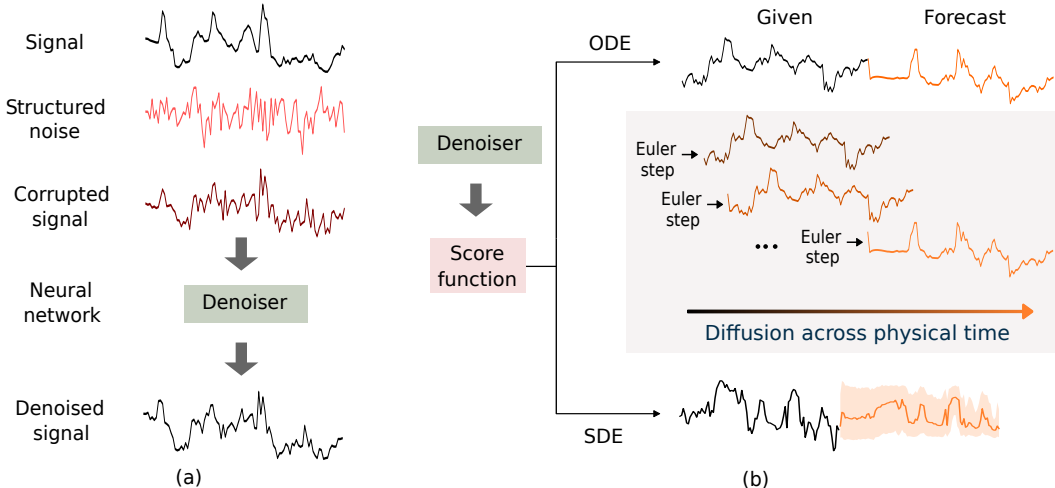 Signal
Structured
noise
Corrupted
signal
Neural
network
Denoiser
Denoised
signal
(a)
Denoiser
Score
function
ODE
SDE
Given
Forecast
Euler
step
Euler
step
•••
Euler
step
Diffusion across physical time
(b)